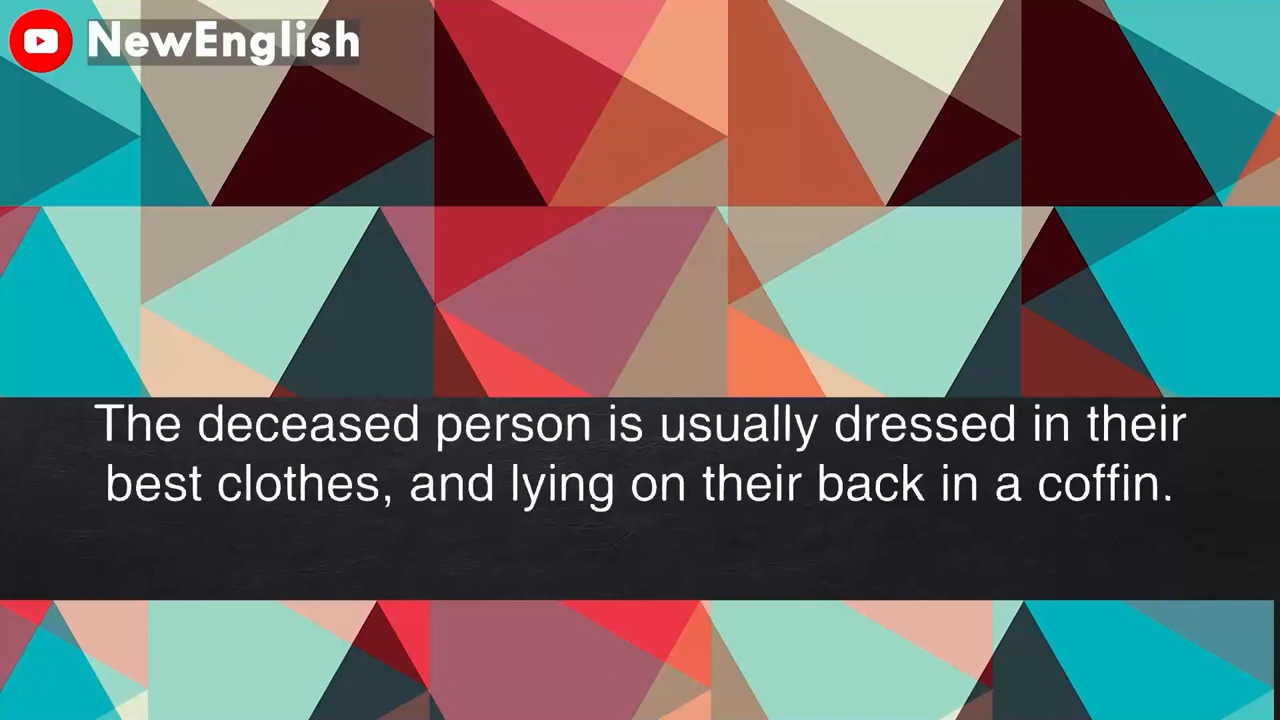 NewEnglish
The deceased person is usually dressed in their
best clothes, and lying on their back in a coffin.